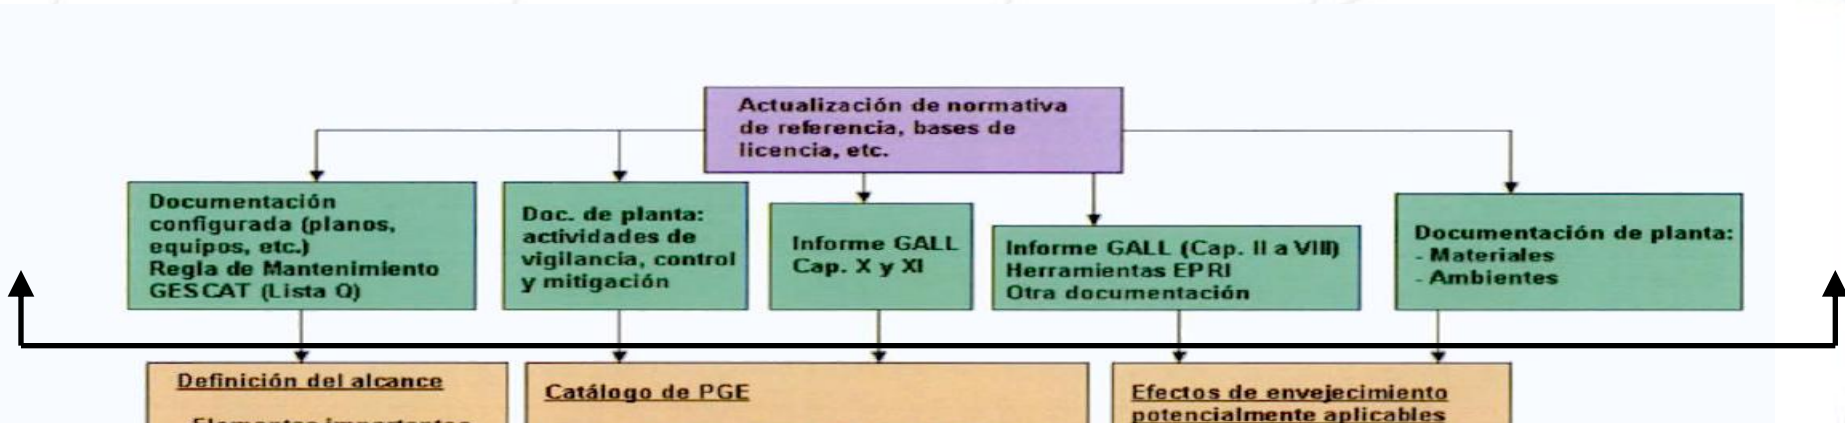 Actualización de normativa
de referencia, bases de
licencia, etc.
Documentación
configurada (planos,
equipos, etc.)
Regla de Mantenimiento
GESCAT (Lista Q)
Doc. de planta:
actividades de
vigilancia, control
y mitigación
Informe GALL
Cap. X y XI
Informe GALL (Cap. II a VIII)
Herramientas EPRI
Otra documentación
Documentación de planta:
- Materiales
- Ambientes
Definición del alcance
Elementos importantes
Catálogo de PGE
Efectos de envejecimiento
potencialmente aplicables